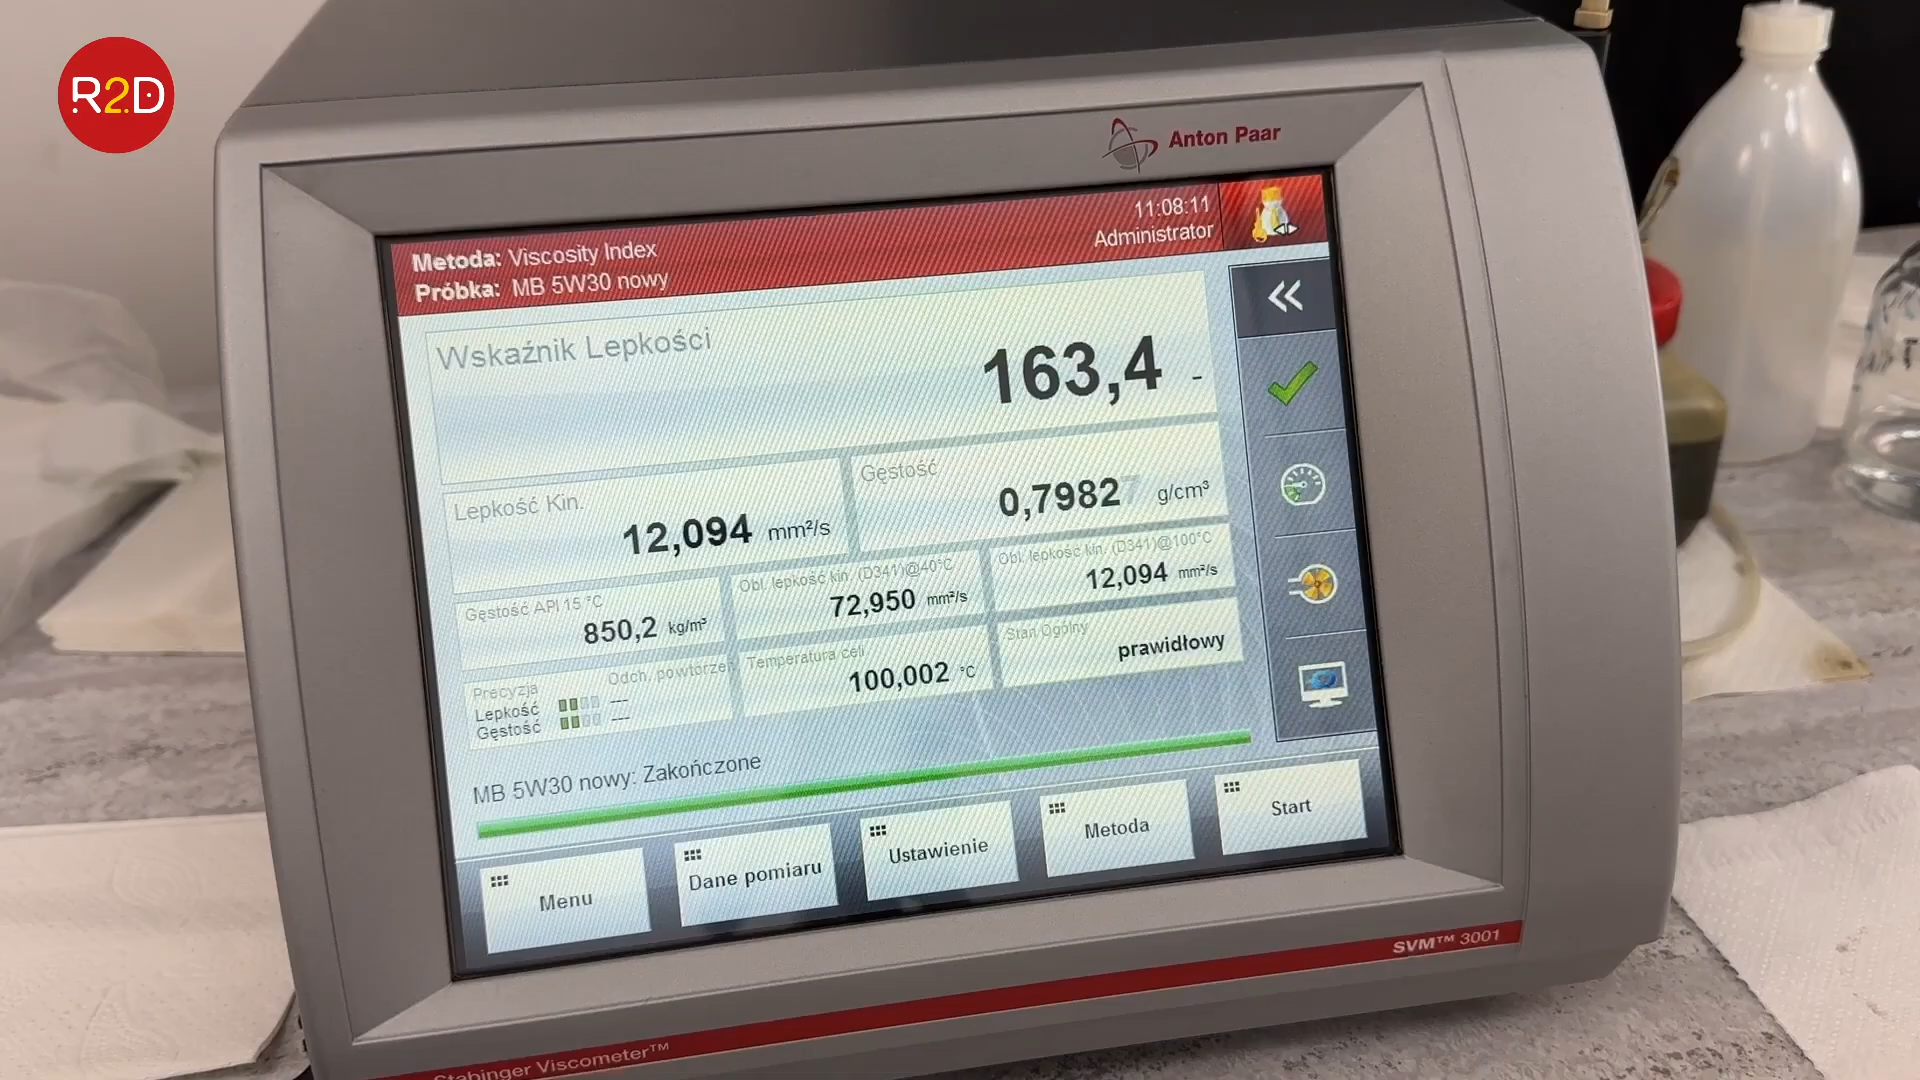 R2D
Anton Paar
Metoda: Viscosity Index
Próbka: MB 5W30 nowy
11:08:11
Administrator
Wskaźnik Lepkości
163,4 -
Lepkość Kin.
12,094 mm²/s
Gęstość
0,7982 g/cm³
Gęstość API 15 °C
850,2 kg/m³
Obl. lepkość kin. (D341)@40°C
72,950 mm²/s
Obl. lepkość kin. (D341)@100°C
12,094 mm²/s
Precyzja
Odch. powtórzeń
Lepkość ---
Gęstość ---
Temperatura celi
100,002 °C
Stan Ogólny
prawidłowy
MB 5W30 nowy: Zakończone
Menu
Dane pomiaru
Ustawienie
Metoda
Start
SVM™ 3001
Stabinger Viscometer™